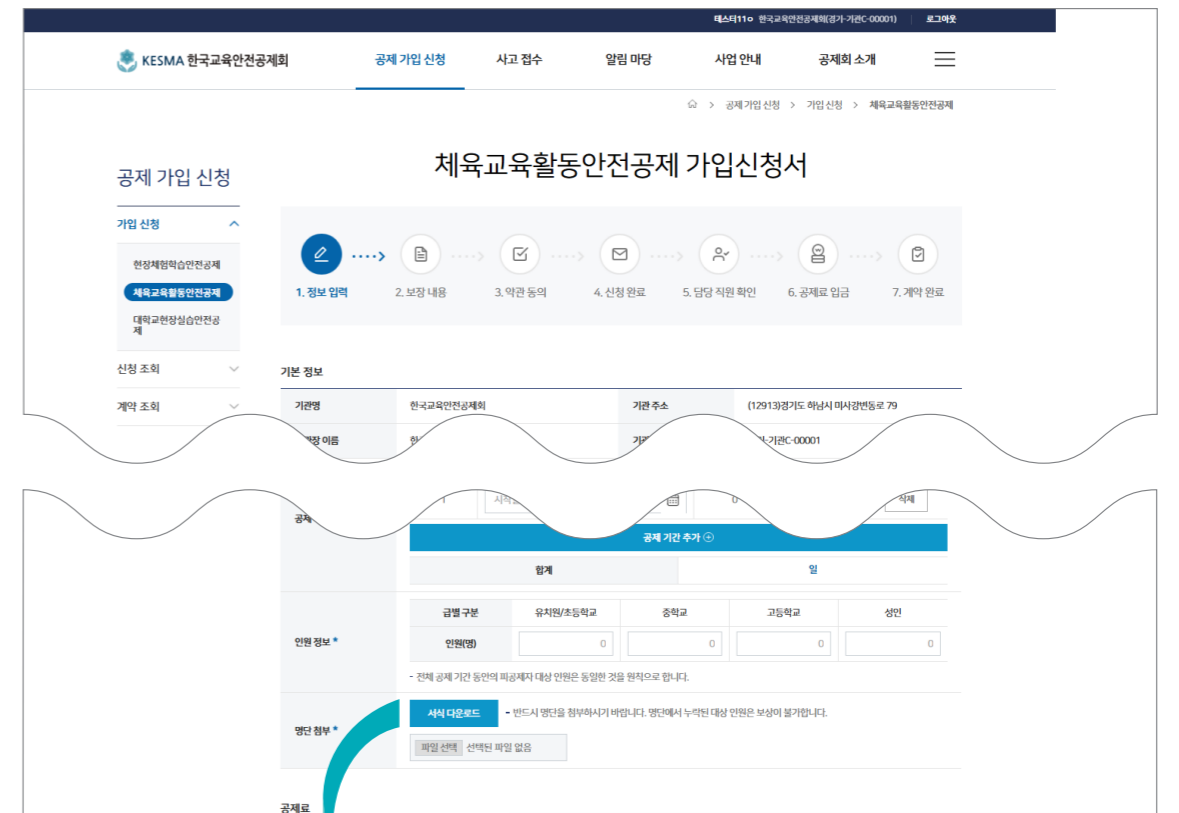 테스터11ㅇ 한국교육안전공제회(경기-기관C-00001) 로그아웃
KESMA 한국교육안전공제회 공제 가입 신청 사고 접수 알림 마당 사업 안내 공제회 소개
> 공제 가입 신청 > 가입 신청 > 체육교육활동안전공제
공제 가입 신청
체육교육활동안전공제 가입신청서
가입 신청
현장체험학습안전공제
체육교육활동안전공제
대학교현장실습안전공
제
신청 조회
계약 조회
1. 정보 입력 2. 보장 내용 3. 약관 동의 4. 신청 완료 5. 담당 직원 확인 6. 공제료 입금 7. 계약 완료
기본 정보
기관명 한국교육안전공제회 기관 주소 (12913)경기도 하남시 미사강변동로 79
이름 기관C-00001
1 0 삭제
공제
공제 기간 추가
합계 일
인원 정보 * 급별 구분 유치원/초등학교 중학교 고등학교 성인
인원(명) 0 0 0 0
- 전체 공제 기간 동안의 피공제자 대상 인원은 동일한 것을 원칙으로 합니다.
명단 첨부 * 서식 다운로드 - 반드시 명단을 첨부하시기 바랍니다. 명단에서 누락된 대상 인원은 보상이 불가합니다.
파일 선택 선택된 파일 없음
공제료